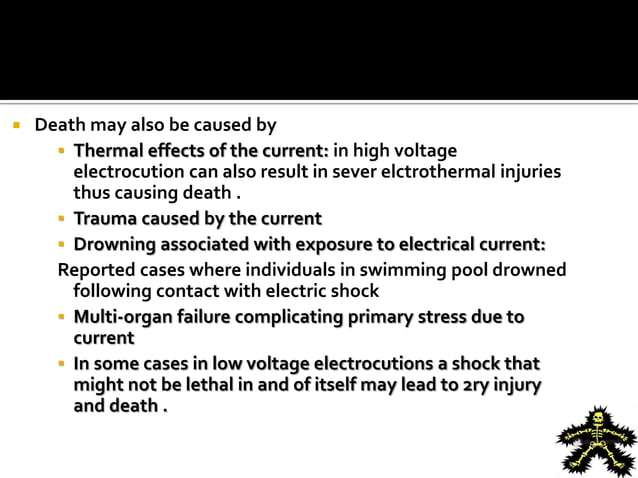 Death may also be caused by
Thermal effects of the current: in high voltage
electrocution can also result in sever elctrothermal injuries
thus causing death .
Trauma caused by the current
Drowning associated with exposure to electrical current:
Reported cases where individuals in swimming pool drowned
following contact with electric shock
Multi-organ failure complicating primary stress due to
current
In some cases in low voltage electrocutions a shock that
might not be lethal in and of itself may lead to 2ry injury
and death .